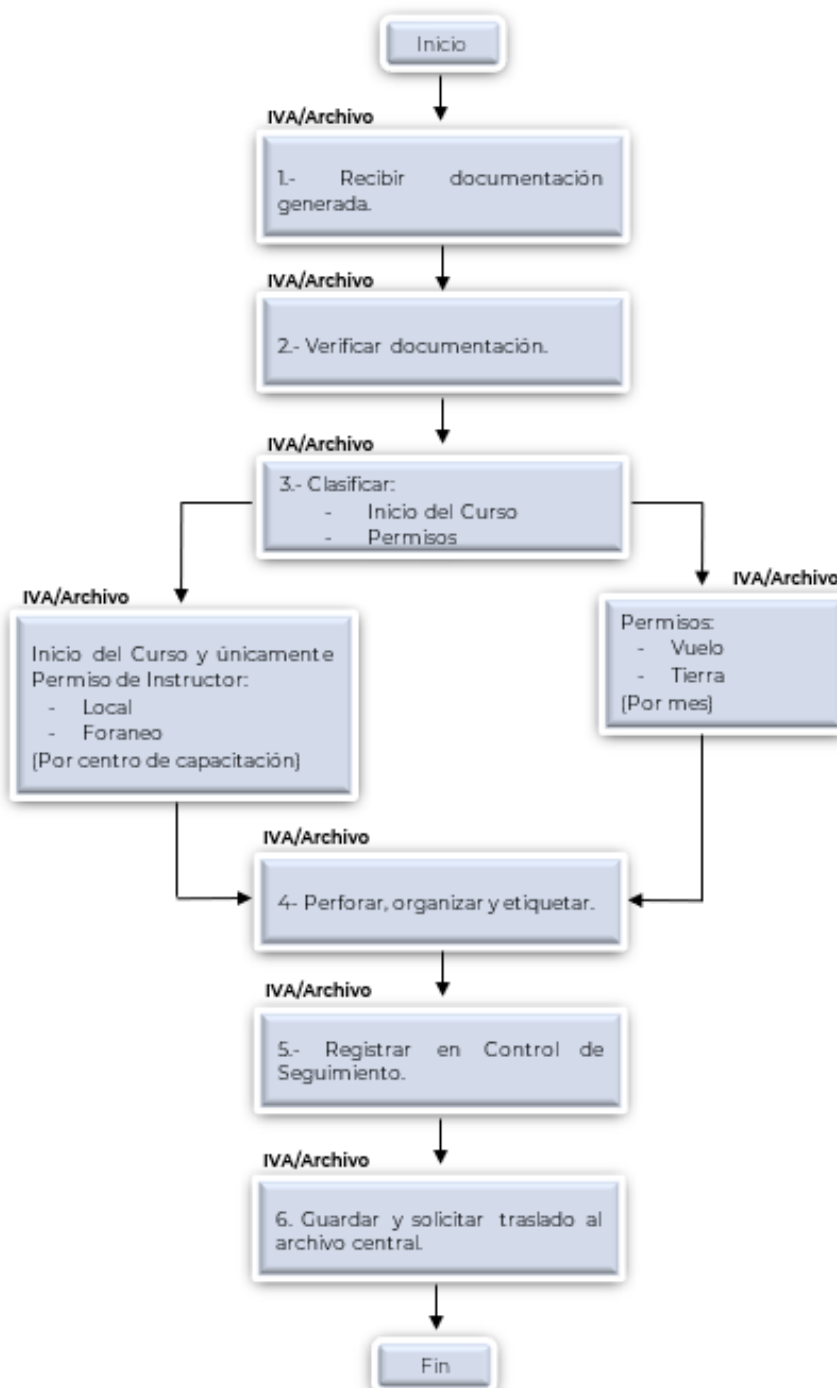 Inicio
IVA/Archivo
1.- Recibir documentación
generada.
IVA/Archivo
2.- Verificar documentación.
IVA/Archivo
3.- Clasificar:
- Inicio del Curso
- Permisos
IVA/Archivo
Inicio del Curso y únicamente
Permiso de Instructor:
- Local
- Foraneo
(Por centro de capacitación)
IVA/Archivo
Permisos:
- Vuelo
- Tierra
(Por mes)
IVA/Archivo
4- Perforar, organizar y etiquetar.
IVA/Archivo
5.- Registrar en Control de
Seguimiento.
IVA/Archivo
6. Guardar y solicitar traslado al
archivo central.
Fin